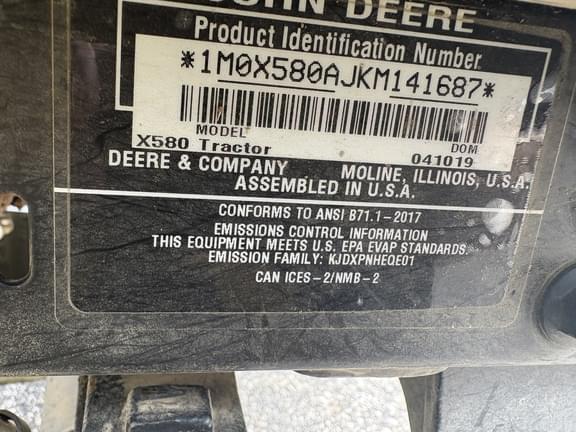 JOHN DEERE
Product Identification Number
*1M0X580AJKM141687*
MODEL DOM
X580 Tractor 041019
DEERE & COMPANY MOLINE, ILLINOIS, U.S.A.
ASSEMBLED IN U.S.A.
CONFORMS TO ANSI B71.1-2017
EMISSIONS CONTROL INFORMATION
THIS EQUIPMENT MEETS U.S. EPA EVAP STANDARDS.
EMISSION FAMILY: KJDXPNHEQE01
CAN ICES-2/NMB-2